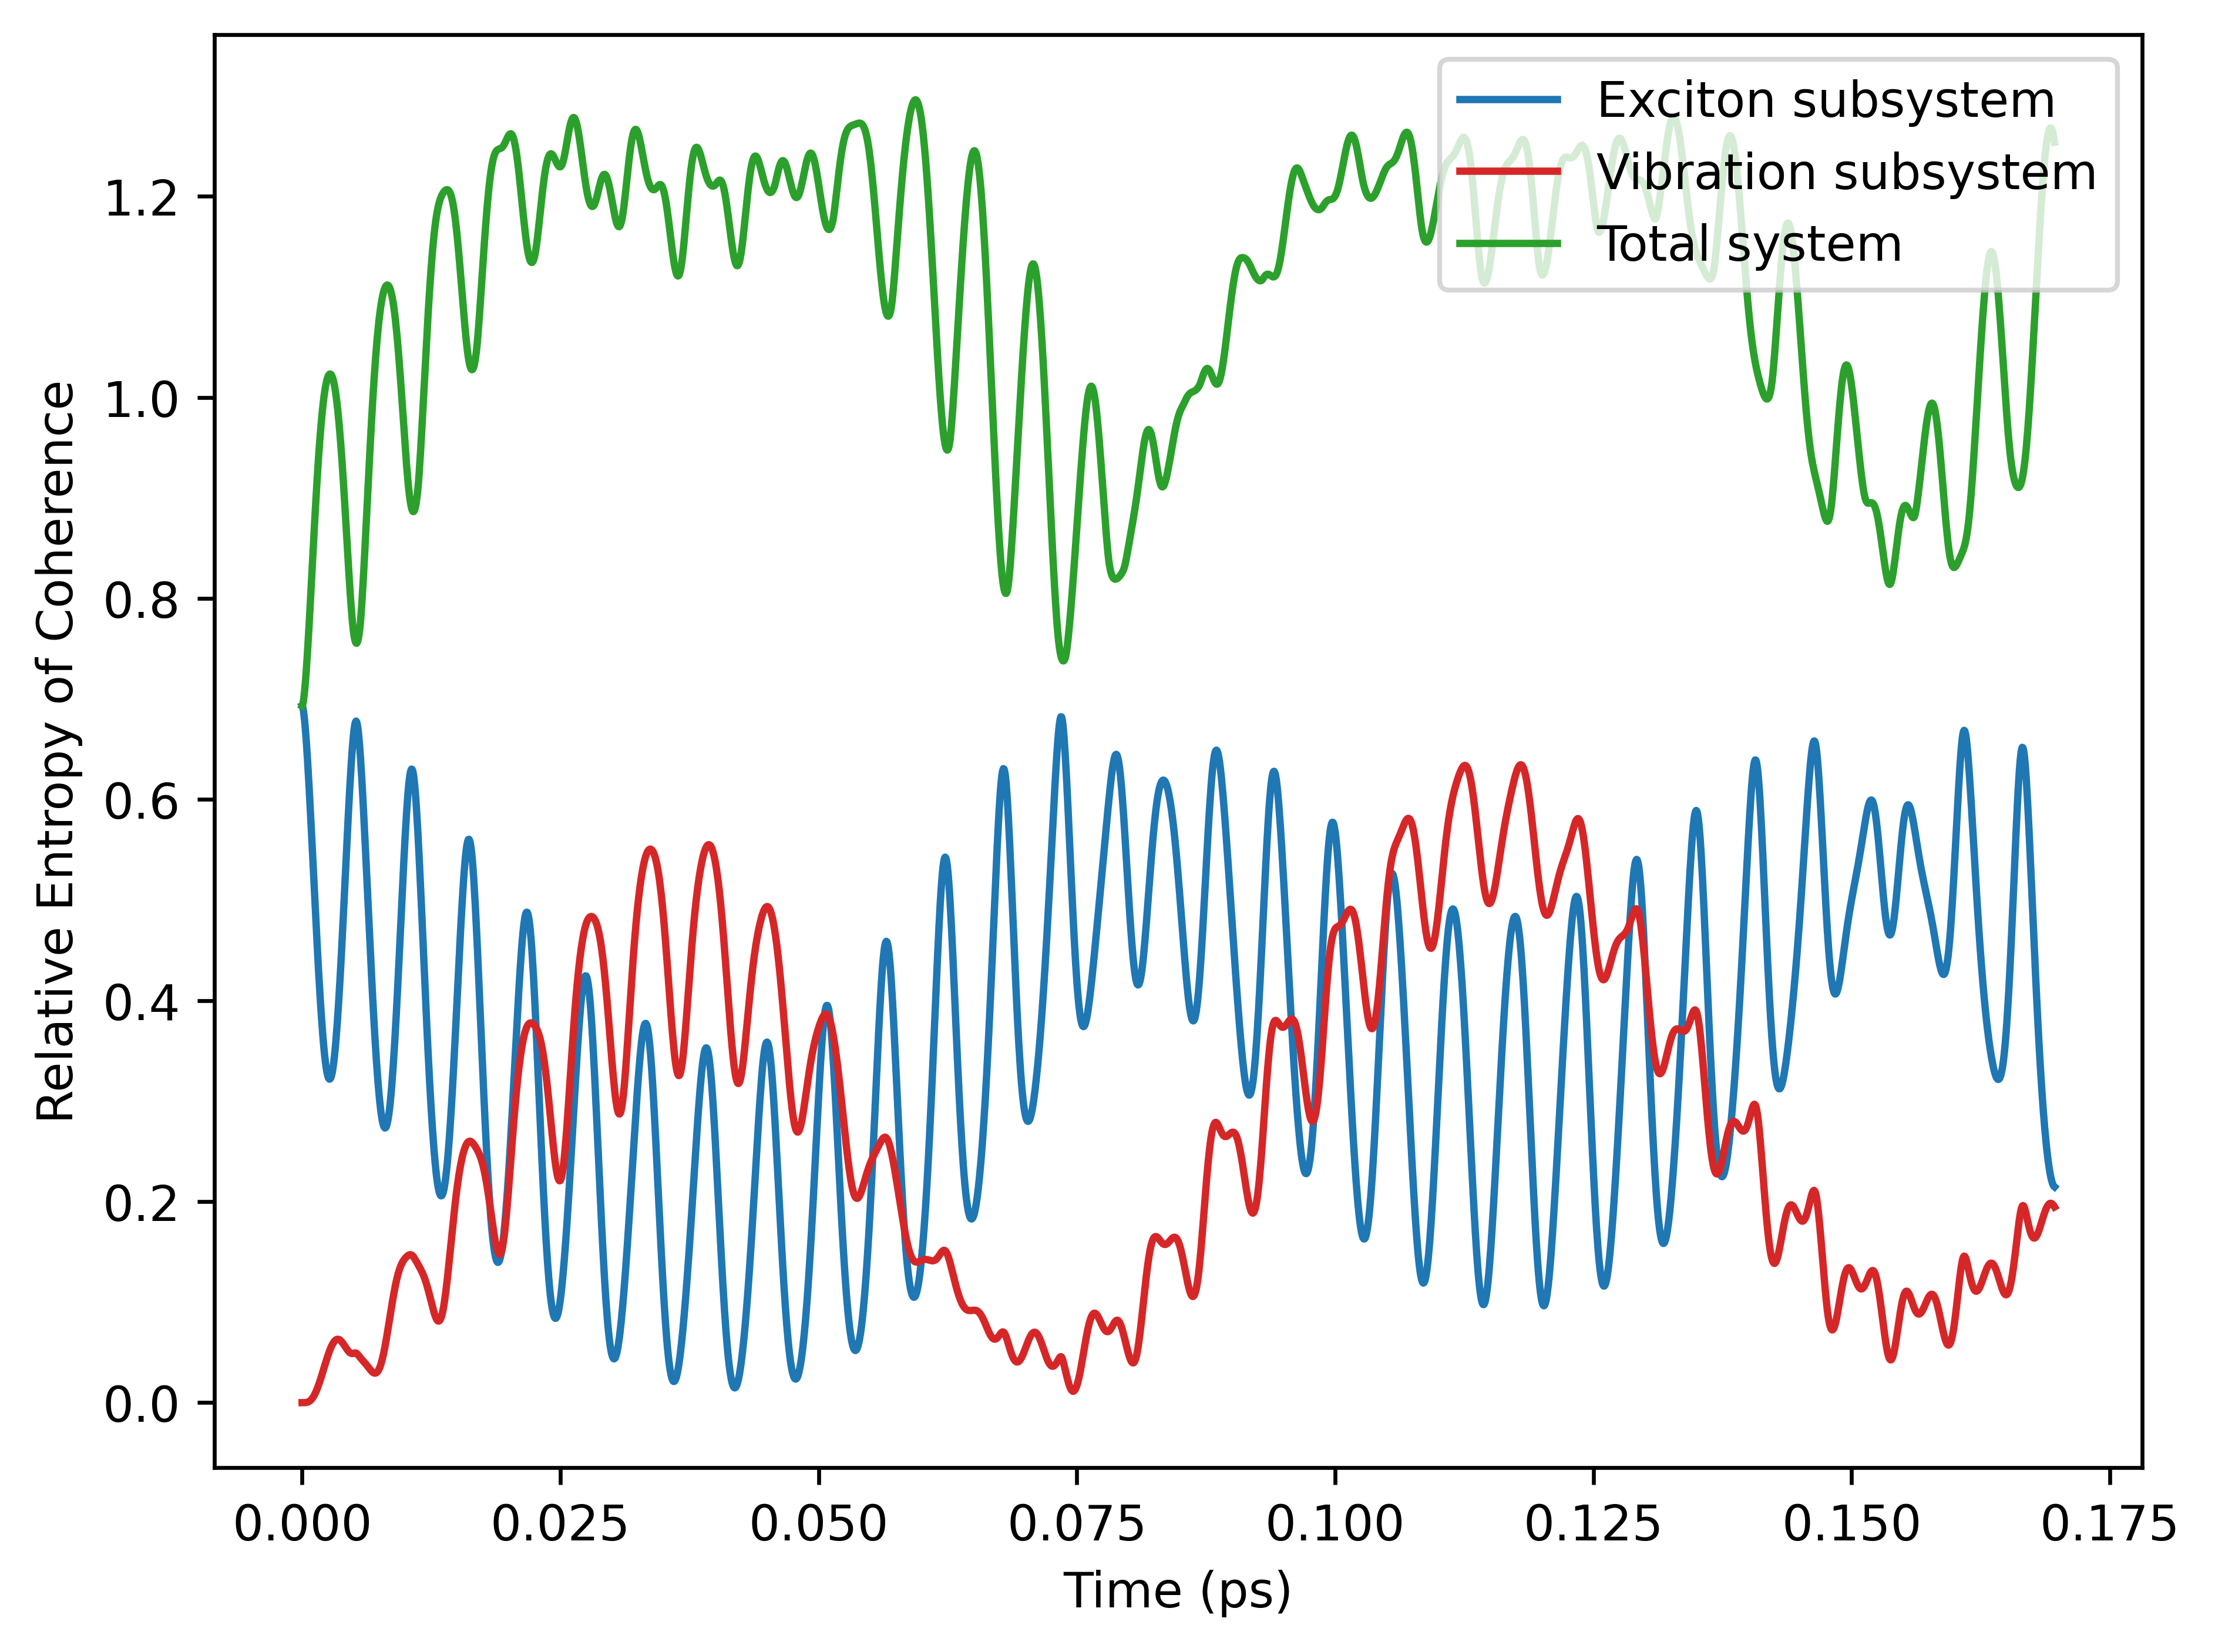 Exciton subsystem
Vibration subsystem
Total system
Relative Entropy of Coherence
1.2
1.0
0.8
0.6
0.4
0.2
0.0
0.000 0.025 0.050 0.075 0.100 0.125 0.150 0.175
Time (ps)